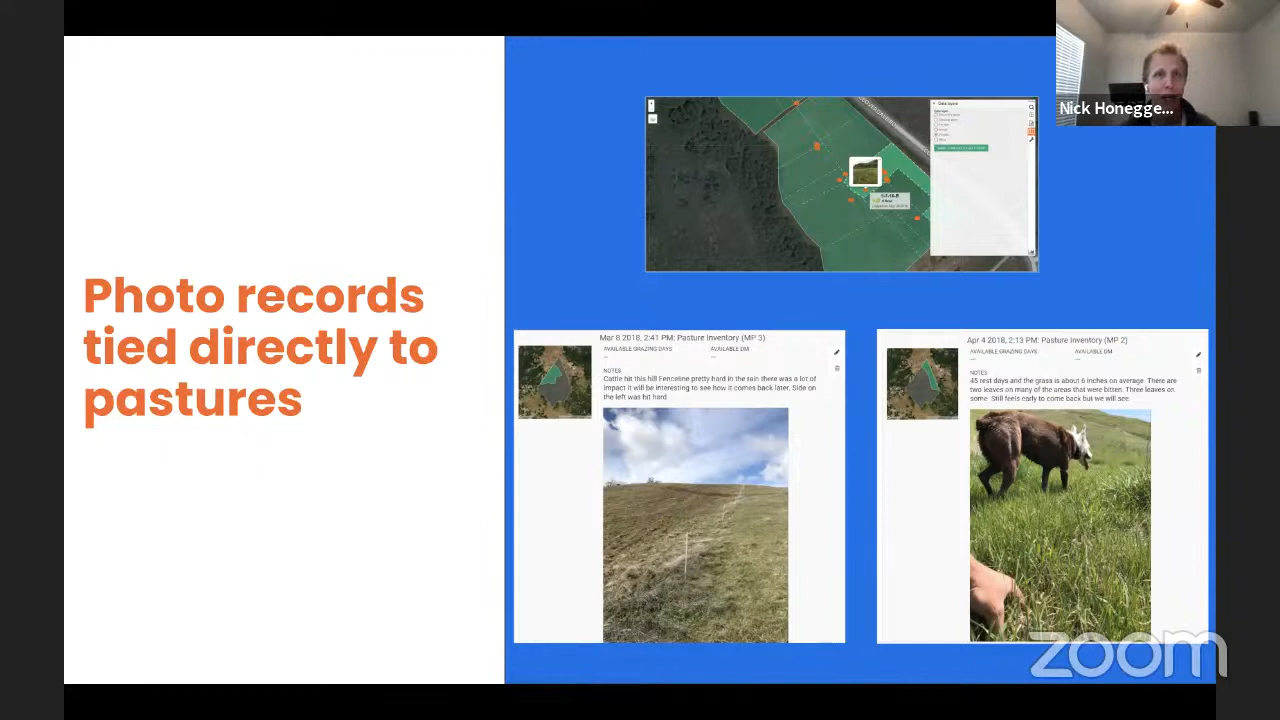 Nick Honegge...
Photo records
tied directly to
pastures
Data layers
Mar 8 2018, 2:41 PM: Pasture Inventory (MP 3)
AVAILABLE GRAZING DAYS
AVAILABLE DM
--
--
NOTES
Cattle hit this hill Fenceline pretty hard in the rain there was a lot of
impact it will be interesting to see how it comes back later. Side on
the left was hit hard
Apr 4 2018, 2:13 PM: Pasture Inventory (MP 2)
AVAILABLE GRAZING DAYS
AVAILABLE DM
--
--
NOTES
45 rest days and the grass is about 6 inches on average. There are
two leaves on many of the areas that were bitten. Three leaves on
some. Still feels early to come back but we will see.
zoom